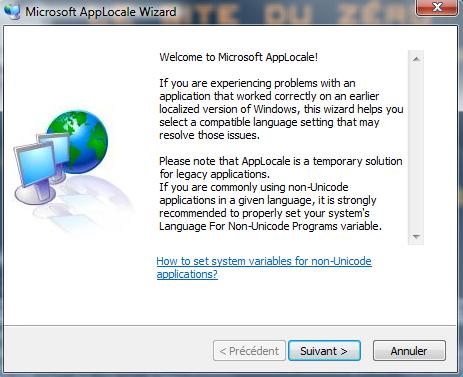 Microsoft AppLocale Wizard
Welcome to Microsoft AppLocale!
If you are experiencing problems with an
application that worked correctly on an earlier
localized version of Windows, this wizard helps you
select a compatible language setting that may
resolve those issues.
Please note that AppLocale is a temporary solution
for legacy applications.
If you are commonly using non-Unicode
applications in a given language, it is strongly
recommended to properly set your system's
Language For Non-Unicode Programs variable.
How to set system variables for non-Unicode
applications?
< Précédent
Suivant >
Annuler